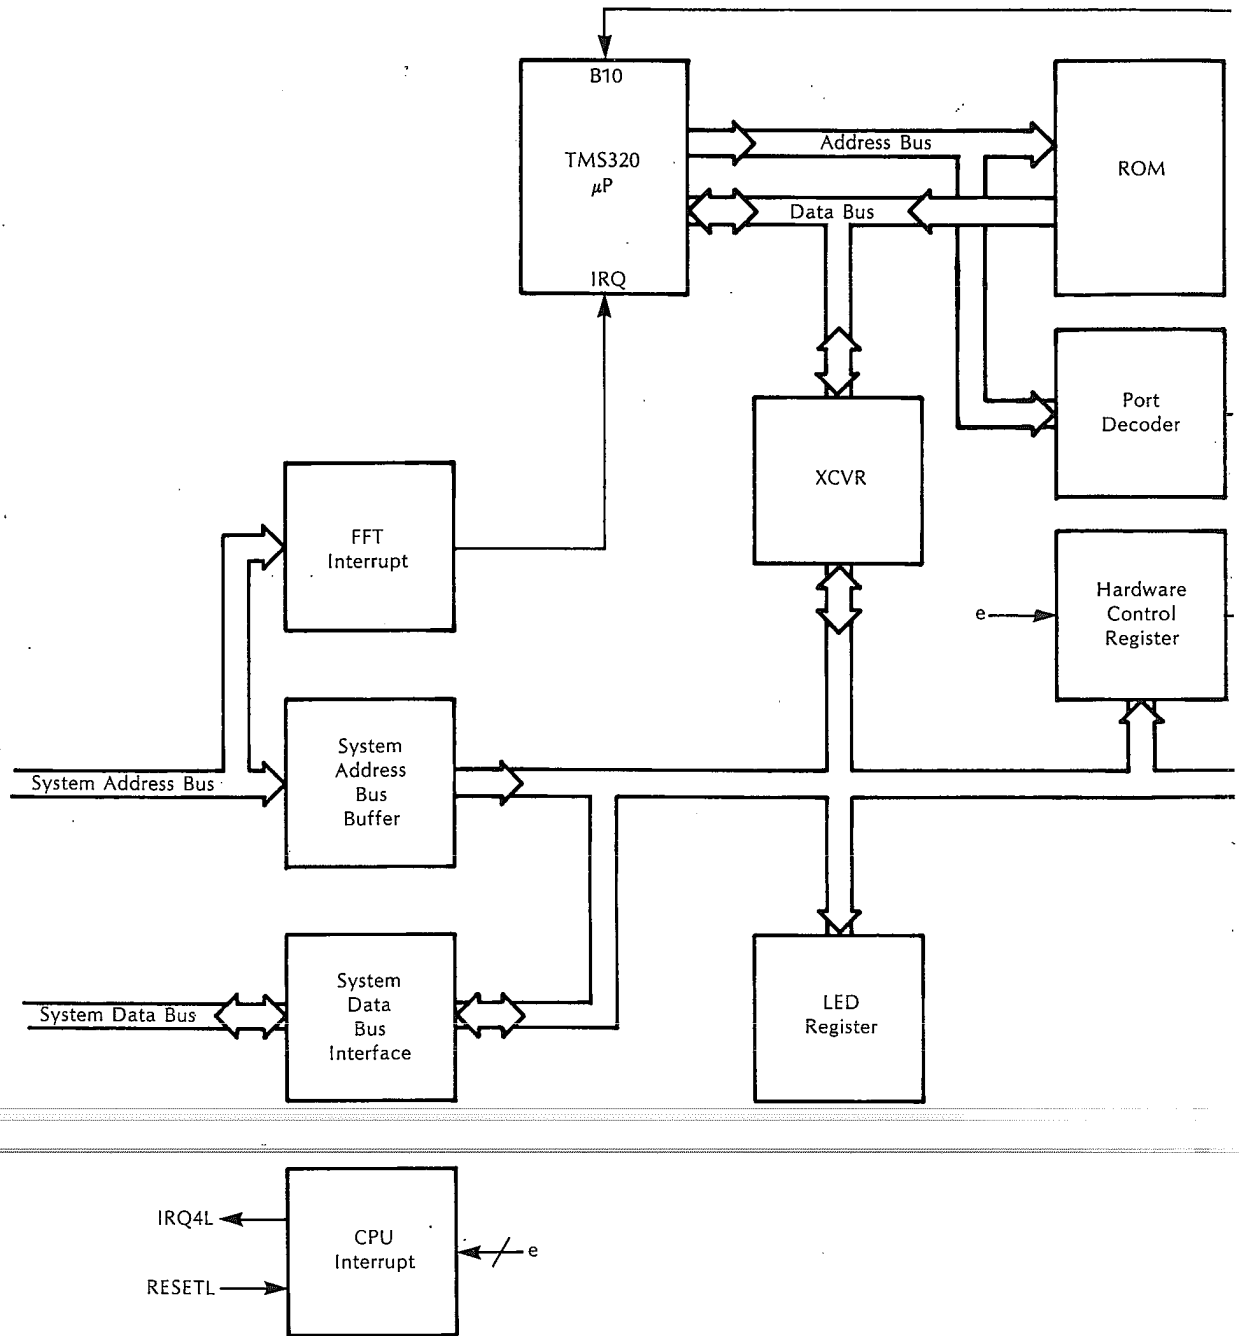 B10
TMS320
μP
IRQ
Address Bus
Data Bus
ROM
Port
Decoder
XCVR
FFT
Interrupt
e
Hardware
Control
Register
System Address Bus
System
Address
Bus
Buffer
System Data Bus
System
Data
Bus
Interface
LED
Register
IRQ4L
RESETL
CPU
Interrupt
e